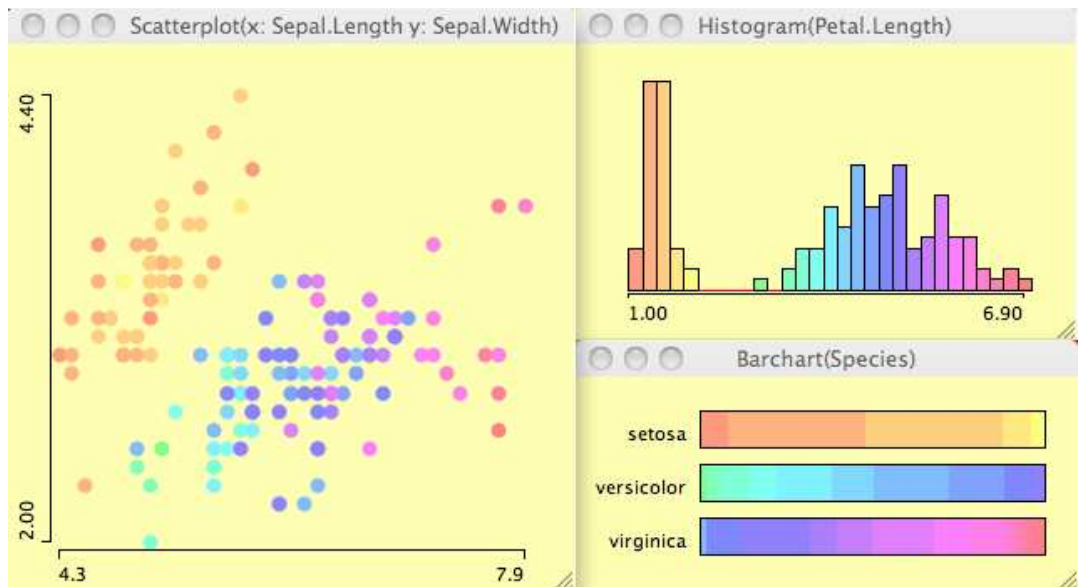 Scatterplot(x: Sepal.Length y: Sepal.Width)
4.40
2.00
4.3
7.9
Histogram(Petal.Length)
1.00
6.90
Barchart(Species)
setosa
versicolor
virginica